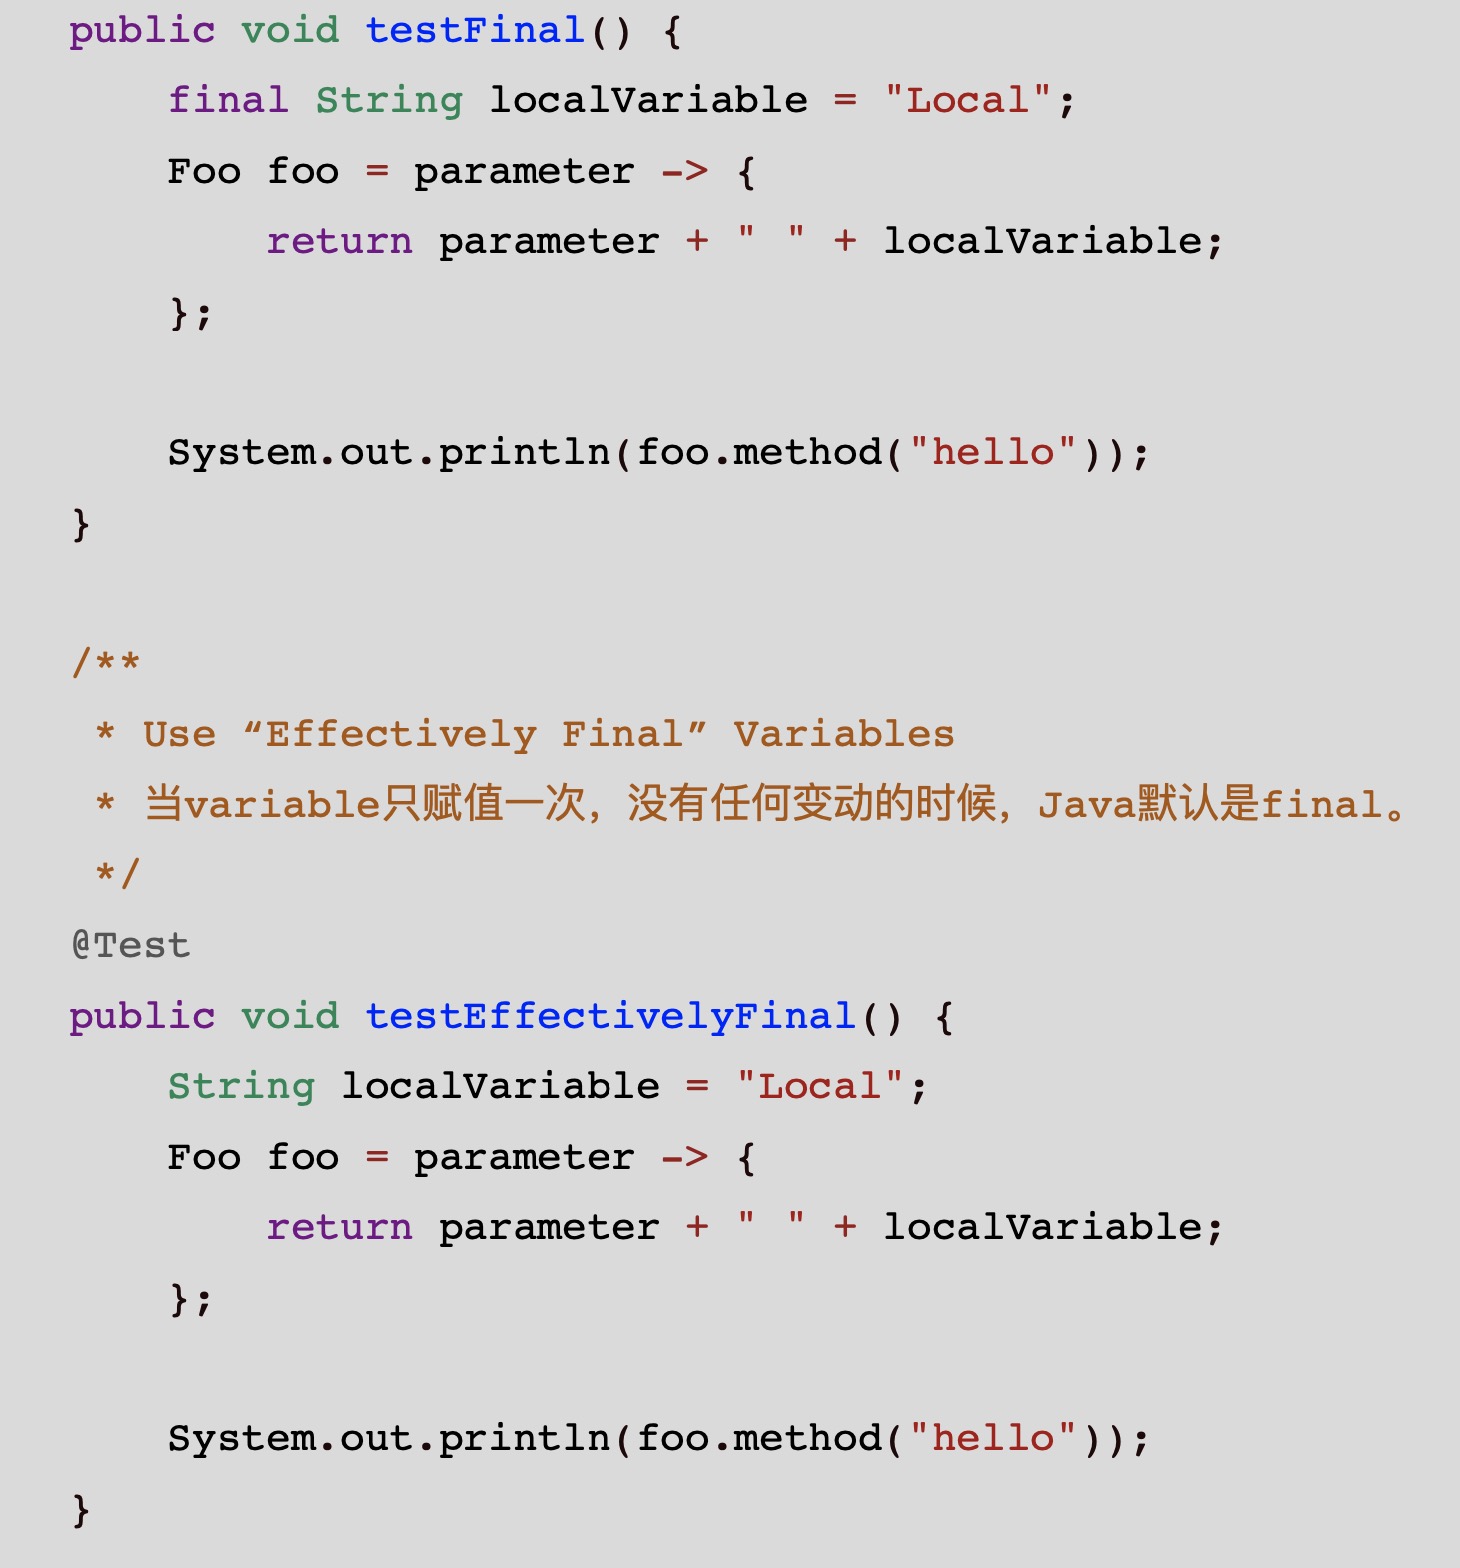 public void testFinal() {
final String localVariable = "Local";
Foo foo = parameter -> {
return parameter + " " + localVariable;
};
System.out.println(foo.method("hello"));
}
/**
* Use “Effectively Final” Variables
* 当variable只赋值一次，没有任何变动的时候，Java默认是final。
*/
@Test
public void testEffectivelyFinal() {
String localVariable = "Local";
Foo foo = parameter -> {
return parameter + " " + localVariable;
};
System.out.println(foo.method("hello"));
}